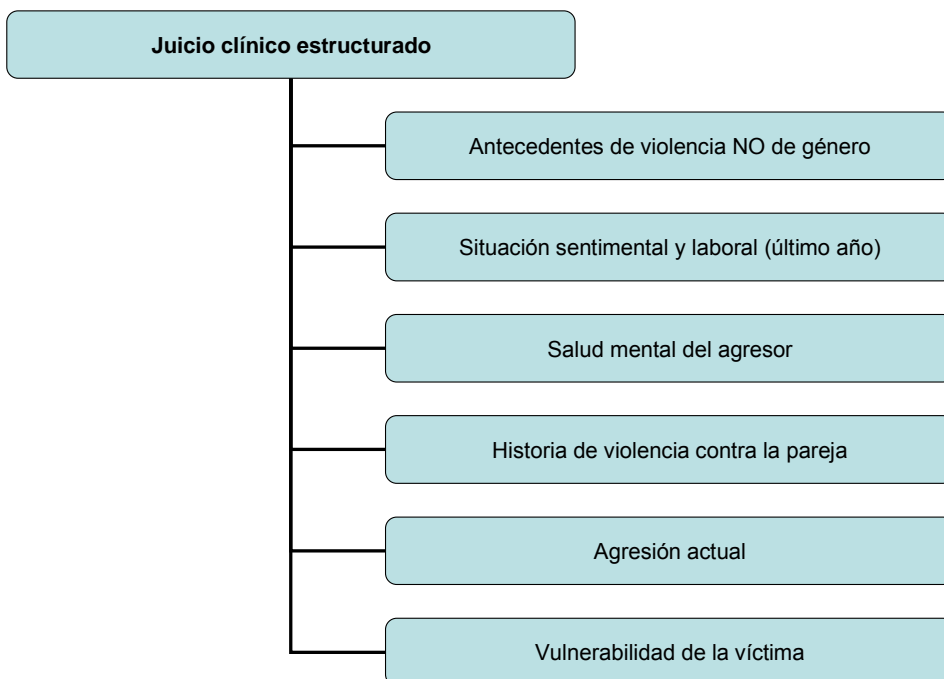 Juicio clínico estructurado
Antecedentes de violencia NO de género
Situación sentimental y laboral (último año)
Salud mental del agresor
Historia de violencia contra la pareja
Agresión actual
Vulnerabilidad de la víctima